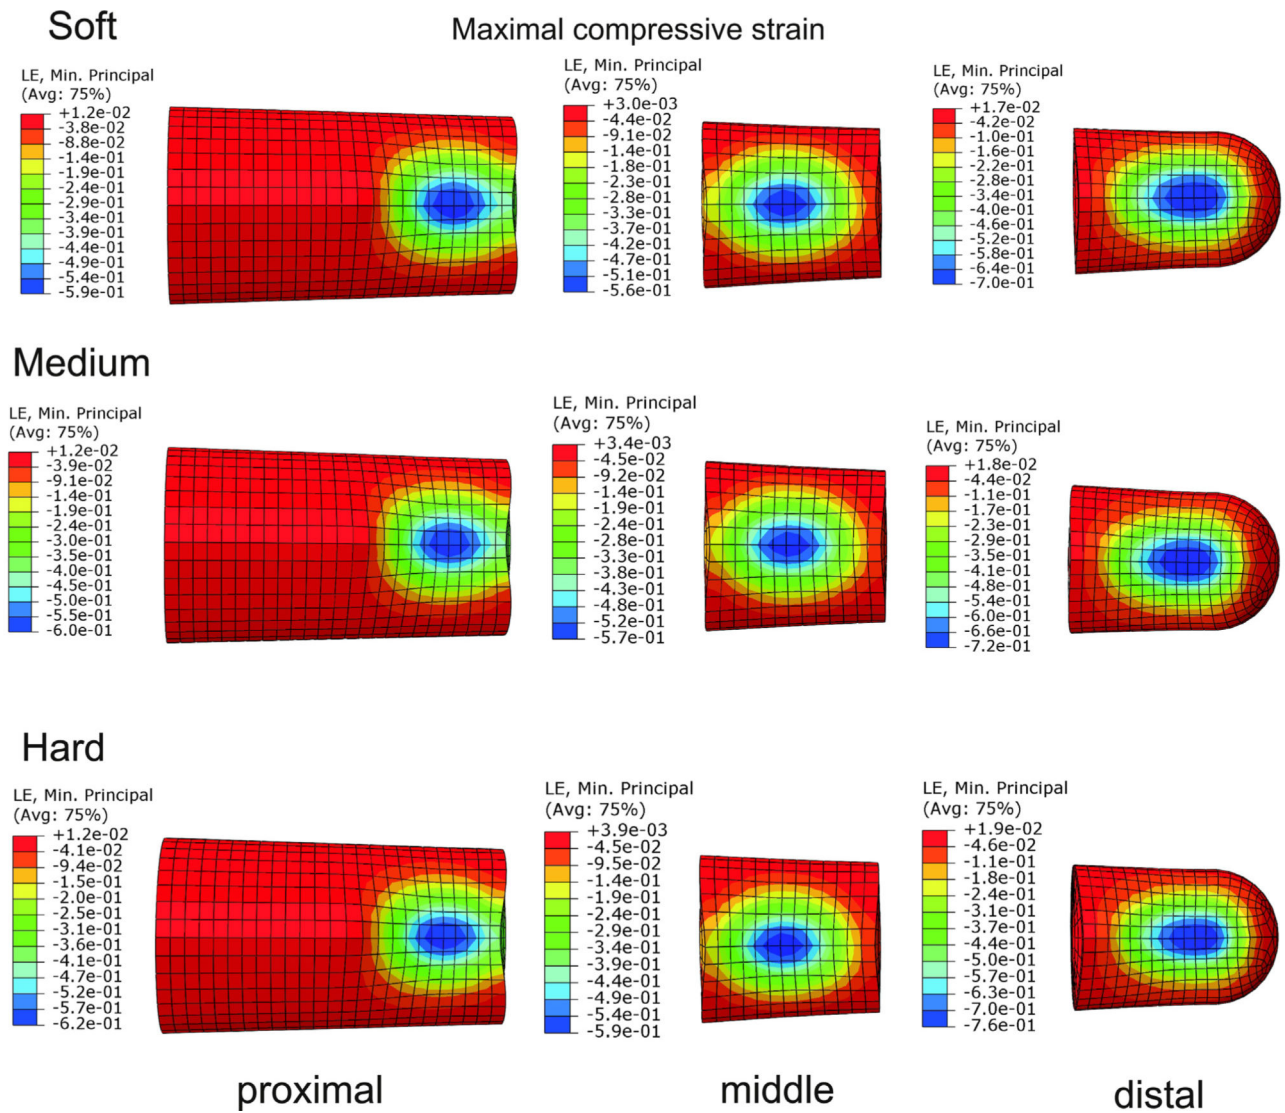 Soft
Maximal compressive strain
LE, Min. Principal
(Avg: 75%)
+1.2e-02
-3.8e-02
-8.8e-02
-1.4e-01
-1.9e-01
-2.4e-01
-2.9e-01
-3.4e-01
-3.9e-01
-4.4e-01
-4.9e-01
-5.4e-01
-5.9e-01
LE, Min. Principal
(Avg: 75%)
+3.0e-03
-4.4e-02
-9.1e-02
-1.4e-01
-1.8e-01
-2.3e-01
-2.8e-01
-3.3e-01
-3.7e-01
-4.2e-01
-4.7e-01
-5.1e-01
-5.6e-01
LE, Min. Principal
(Avg: 75%)
+1.7e-02
-4.2e-02
-1.0e-01
-1.6e-01
-2.2e-01
-2.8e-01
-3.4e-01
-4.0e-01
-4.6e-01
-5.2e-01
-5.8e-01
-6.4e-01
-7.0e-01
Medium
LE, Min. Principal
(Avg: 75%)
+1.2e-02
-3.9e-02
-9.1e-02
-1.4e-01
-1.9e-01
-2.4e-01
-3.0e-01
-3.5e-01
-4.0e-01
-4.5e-01
-5.0e-01
-5.5e-01
-6.0e-01
LE, Min. Principal
(Avg: 75%)
+3.4e-03
-4.5e-02
-9.2e-02
-1.4e-01
-1.9e-01
-2.4e-01
-2.8e-01
-3.3e-01
-3.8e-01
-4.3e-01
-4.8e-01
-5.2e-01
-5.7e-01
LE, Min. Principal
(Avg: 75%)
+1.8e-02
-4.4e-02
-1.1e-01
-1.7e-01
-2.3e-01
-2.9e-01
-3.5e-01
-4.1e-01
-4.8e-01
-5.4e-01
-6.0e-01
-6.6e-01
-7.2e-01
Hard
LE, Min. Principal
(Avg: 75%)
+1.2e-02
-4.1e-02
-9.4e-02
-1.5e-01
-2.0e-01
-2.5e-01
-3.1e-01
-3.6e-01
-4.1e-01
-4.7e-01
-5.2e-01
-5.7e-01
-6.2e-01
LE, Min. Principal
(Avg: 75%)
+3.9e-03
-4.5e-02
-9.5e-02
-1.4e-01
-1.9e-01
-2.4e-01
-2.9e-01
-3.4e-01
-3.9e-01
-4.4e-01
-4.9e-01
-5.4e-01
-5.9e-01
LE, Min. Principal
(Avg: 75%)
+1.9e-02
-4.6e-02
-1.1e-01
-1.8e-01
-2.4e-01
-3.1e-01
-3.7e-01
-4.4e-01
-5.0e-01
-5.7e-01
-6.3e-01
-7.0e-01
-7.6e-01
proximal
middle
distal